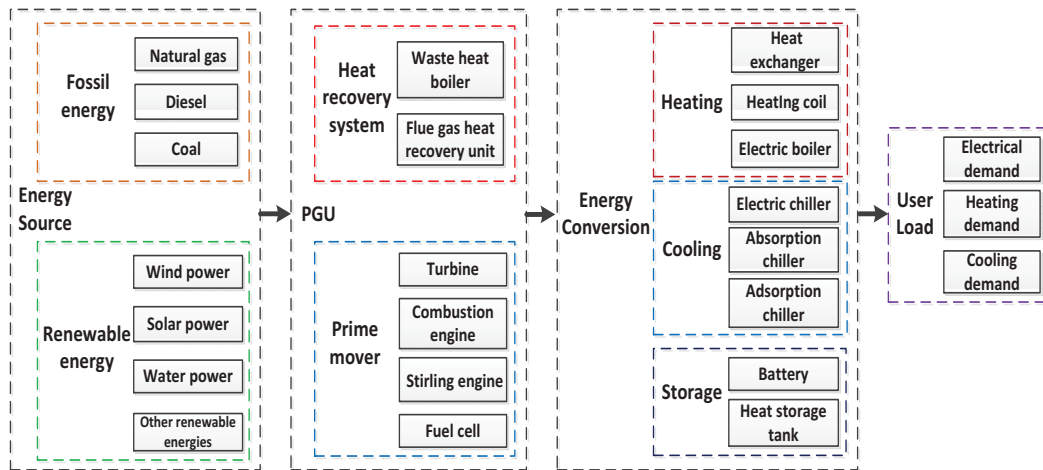 Fossil
energy
Natural gas
Diesel
Coal
Energy
Source
Renewable
energy
Wind power
Solar power
Water power
Other renewable
energies
Heat
recovery
system
Waste heat
boiler
Flue gas heat
recovery unit
PGU
Prime
mover
Turbine
Combustion
engine
Stirling engine
Fuel cell
Energy
Conversion
Heating
Heat
exchanger
HeatIng coil
Electric boiler
Cooling
Electric chiller
Absorption
chiller
Adsorption
chiller
Storage
Battery
Heat storage
tank
User
Load
Electrical
demand
Heating
demand
Cooling
demand